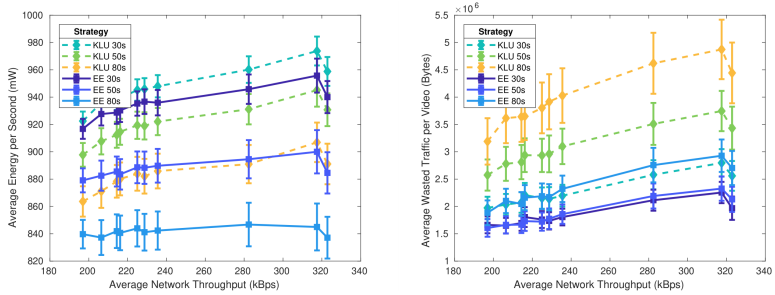 1000
980
960
940
920
900
880
860
840
820
180
200
220
240
260
280
300
320
340
Average Energy per Second (mW)
Average Network Throughput (kBps)
Strategy
KLU 30s
KLU 50s
KLU 80s
EE 30s
EE 50s
EE 80s
×10^6
5.5
5
4.5
4
3.5
3
2.5
2
1.5
1
180
200
220
240
260
280
300
320
340
Average Wasted Traffic per Video (Bytes)
Average Network Throughput (kBps)
Strategy
KLU 30s
KLU 50s
KLU 80s
EE 30s
EE 50s
EE 80s